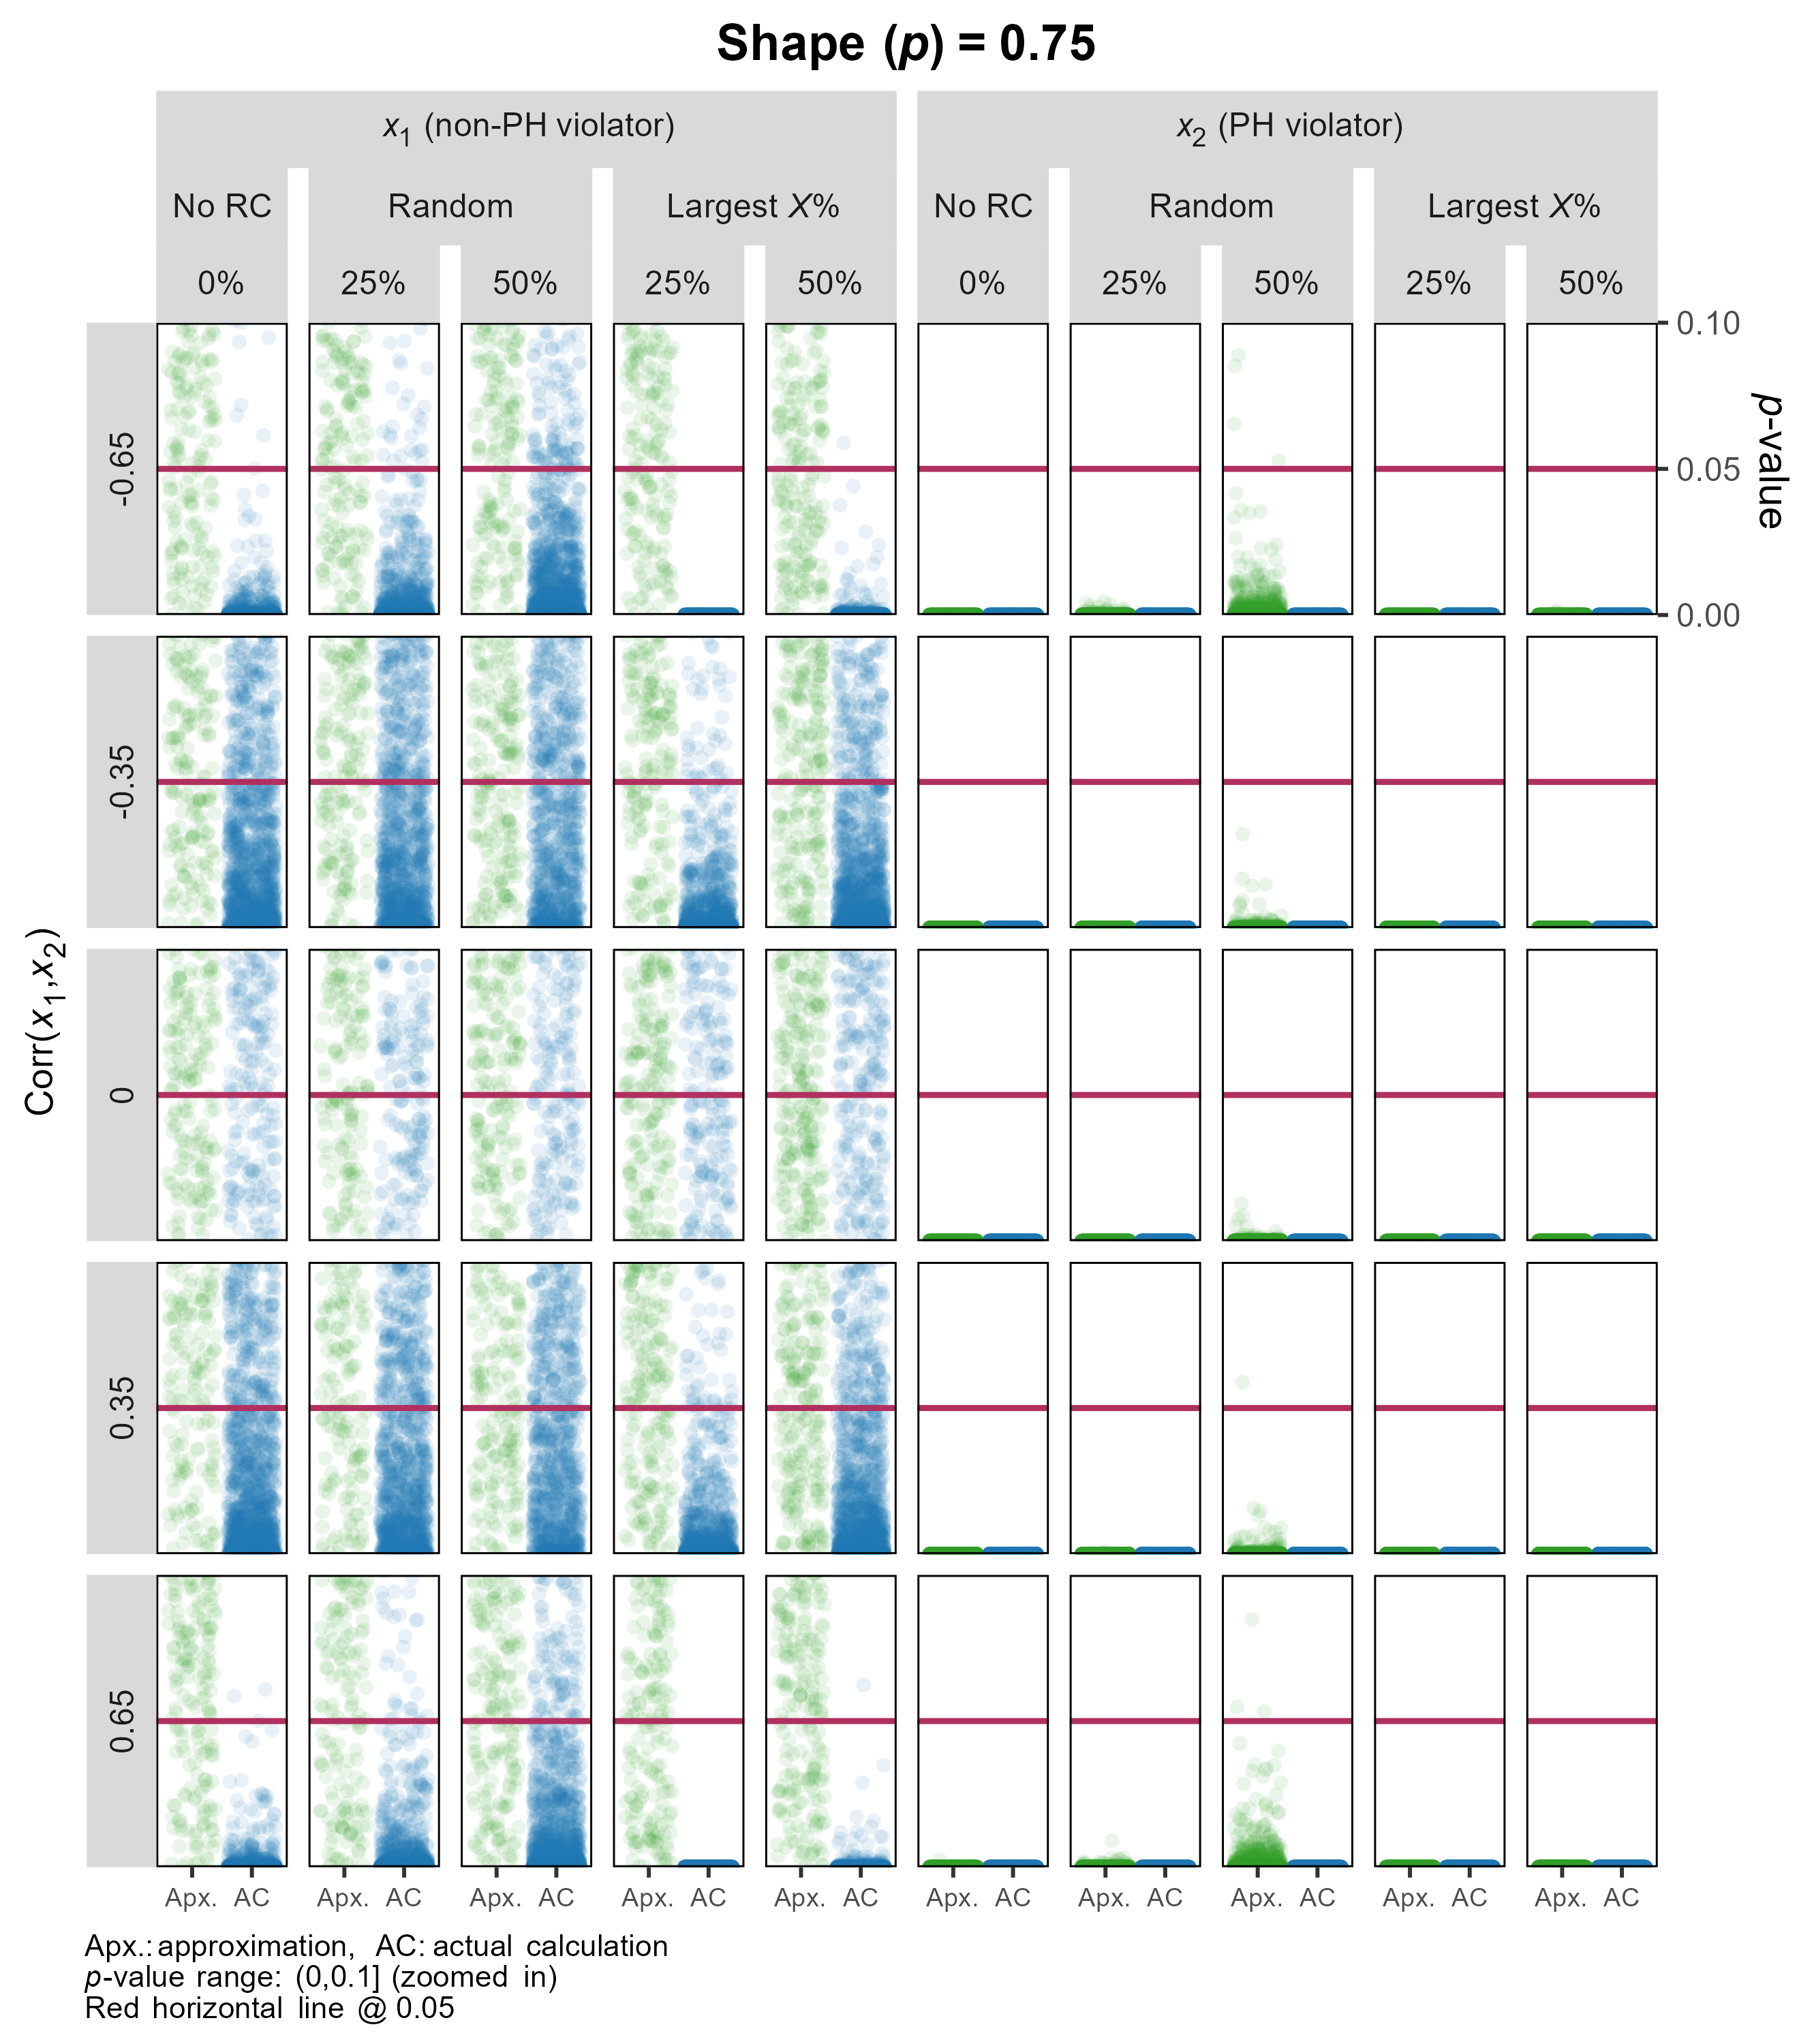 Shape (p) = 0.75
x1 (non-PH violator) x2 (PH violator)
No RC Random Largest X% No RC Random Largest X%
0% 25% 50% 25% 50% 0% 25% 50% 25% 50%
-0.65
-0.35
0
0.35
0.65
Corr(x1,x2)
0.10
0.05
0.00
p-value
Apx. AC Apx. AC Apx. AC Apx. AC Apx. AC Apx. AC Apx. AC Apx. AC Apx. AC Apx. AC
Apx.: approximation, AC: actual calculation
p-value range: (0,0.1] (zoomed in)
Red horizontal line @ 0.05